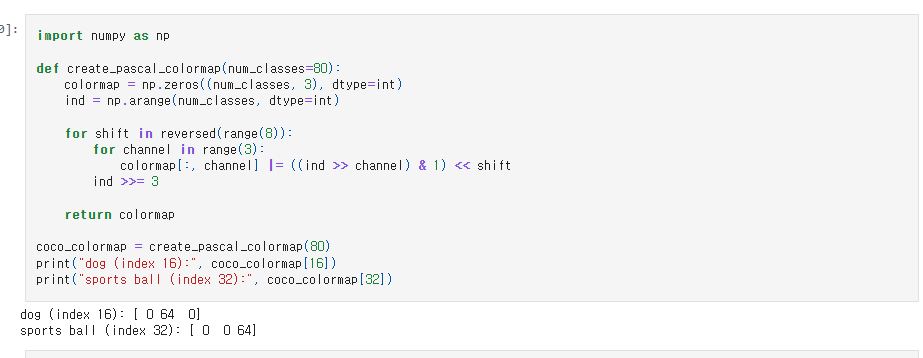 0]:
import numpy as np
def create_pascal_colormap(num_classes=80):
    colormap = np.zeros((num_classes, 3), dtype=int)
    ind = np.arange(num_classes, dtype=int)
    for shift in reversed(range(8)):
        for channel in range(3):
            colormap[:, channel] |= ((ind >> channel) & 1) << shift
        ind >>= 3
    return colormap
coco_colormap = create_pascal_colormap(80)
print("dog (index 16):", coco_colormap[16])
print("sports ball (index 32):", coco_colormap[32])
dog (index 16): [ 0 64  0]
sports ball (index 32): [ 0  0 64]